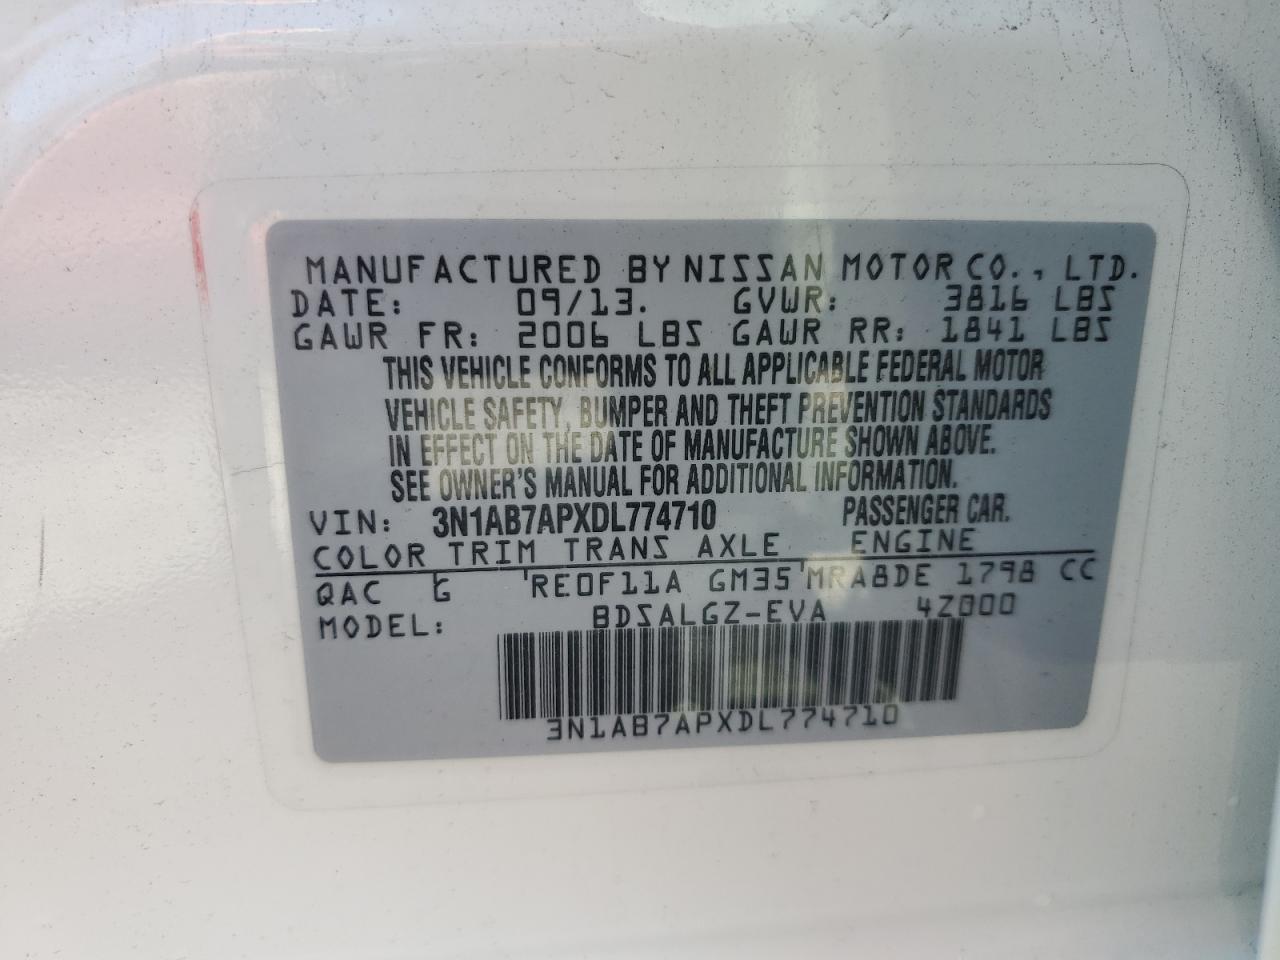 MANUFACTURED BY NISSAN MOTOR CO., LTD.
DATE: 09/13. GVWR: 3816 LBS
GAWR FR: 2006 LBS GAWR RR: 1841 LBS
THIS VEHICLE CONFORMS TO ALL APPLICABLE FEDERAL MOTOR
VEHICLE SAFETY, BUMPER AND THEFT PREVENTION STANDARDS
IN EFFECT ON THE DATE OF MANUFACTURE SHOWN ABOVE.
SEE OWNER'S MANUAL FOR ADDITIONAL INFORMATION.
VIN: 3N1AB7APXDL774710 PASSENGER CAR.
COLOR TRIM TRANS AXLE ENGINE
QAC G RE0F11A GM35 MRA8DE 1798 CC
MODEL: BDSALGZ-EVA 4Z000
3N1AB7APXDL774710